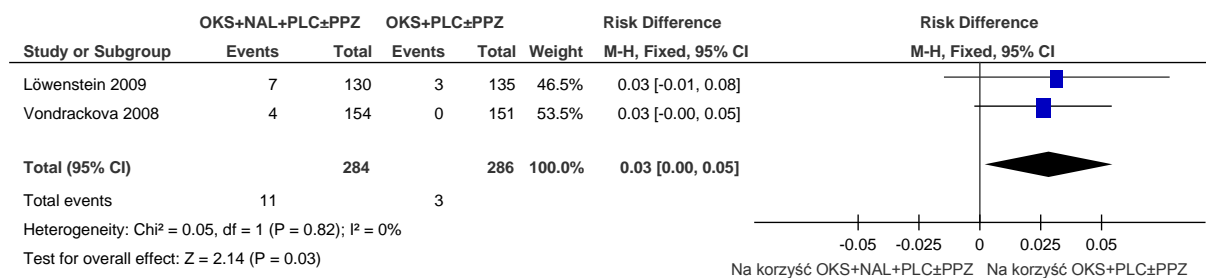 OKS+NAL+PLC±PPZ OKS+PLC±PPZ Risk Difference Risk Difference
Study or Subgroup Events Total Events Total Weight M-H, Fixed, 95% CI M-H, Fixed, 95% CI
Löwenstein 2009 7 130 3 135 46.5% 0.03 [-0.01, 0.08]
Vondrackova 2008 4 154 0 151 53.5% 0.03 [-0.00, 0.05]
Total (95% CI) 284 286 100.0% 0.03 [0.00, 0.05]
Total events 11 3
Heterogeneity: Chi² = 0.05, df = 1 (P = 0.82); I² = 0%
Test for overall effect: Z = 2.14 (P = 0.03)
-0.05 -0.025 0 0.025 0.05
Na korzyść OKS+NAL+PLC±PPZ Na korzyść OKS+PLC±PPZ